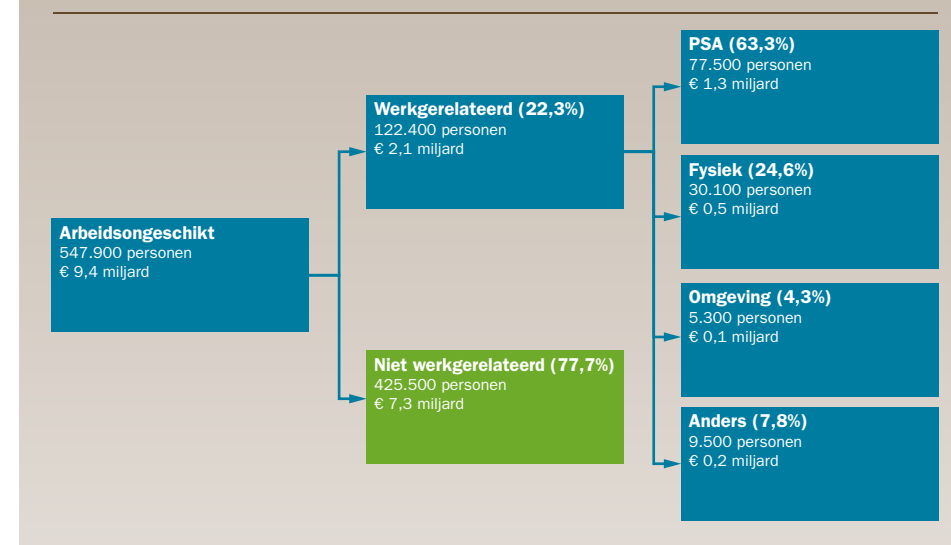 Arbeidsongeschikt
547.900 personen
€ 9,4 miljard
Werkgerelateerd (22,3%)
122.400 personen
€ 2,1 miljard
Niet werkgerelateerd (77,7%)
425.500 personen
€ 7,3 miljard
PSA (63,3%)
77.500 personen
€ 1,3 miljard
Fysiek (24,6%)
30.100 personen
€ 0,5 miljard
Omgeving (4,3%)
5.300 personen
€ 0,1 miljard
Anders (7,8%)
9.500 personen
€ 0,2 miljard